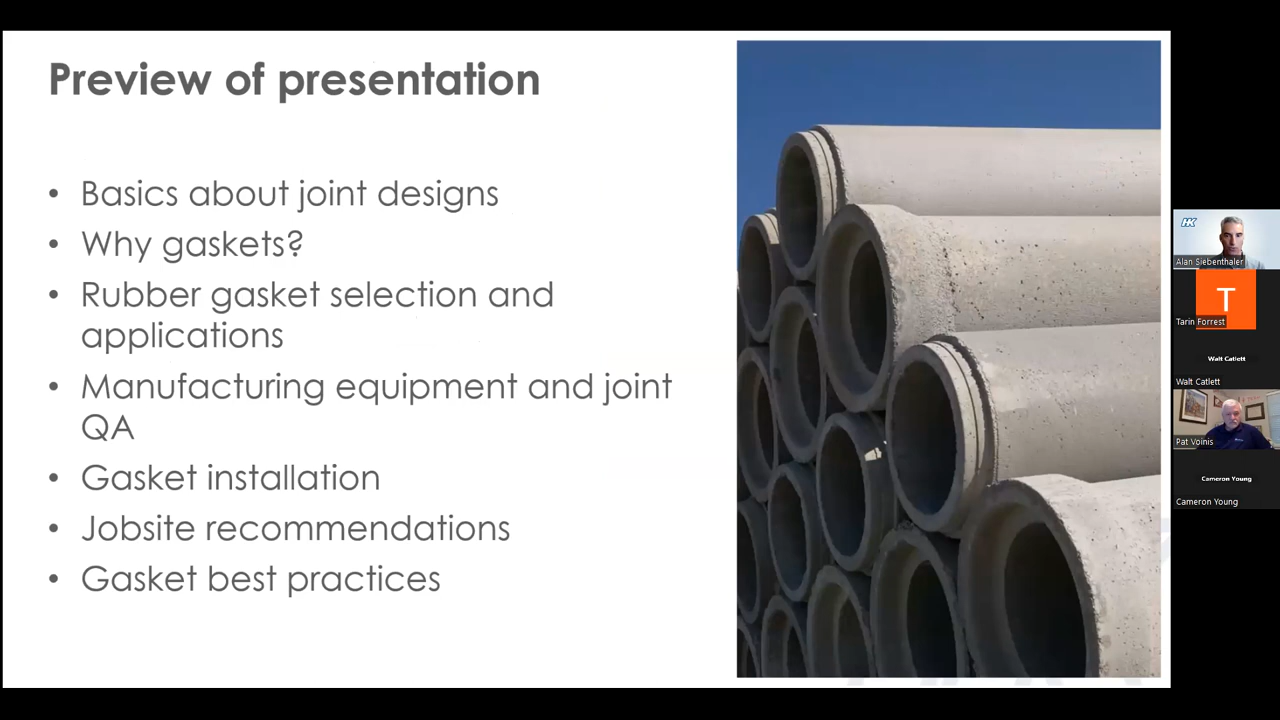 Preview of presentation
• Basics about joint designs
• Why gaskets?
• Rubber gasket selection and
applications
• Manufacturing equipment and joint
QA
• Gasket installation
• Jobsite recommendations
• Gasket best practices
HK
Alan Siebenthaler
T
Tarin Forrest
Walt Catlett
Walt Catlett
Pat Voinis
Cameron Young
Cameron Young